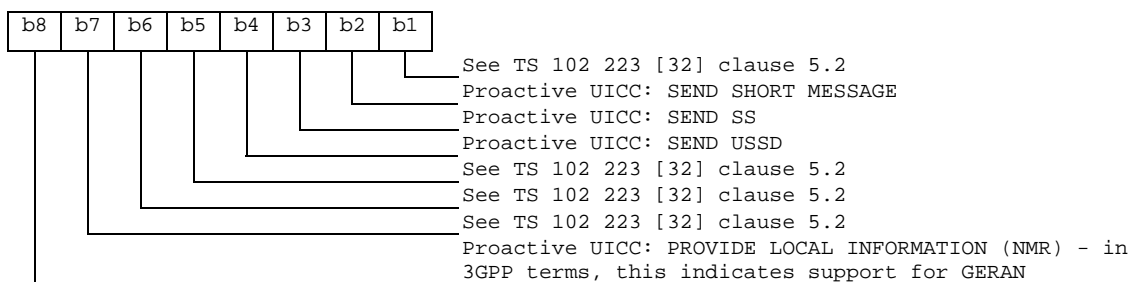 b8 b7 b6 b5 b4 b3 b2 b1
See TS 102 223 [32] clause 5.2
Proactive UICC: SEND SHORT MESSAGE
Proactive UICC: SEND SS
Proactive UICC: SEND USSD
See TS 102 223 [32] clause 5.2
See TS 102 223 [32] clause 5.2
See TS 102 223 [32] clause 5.2
Proactive UICC: PROVIDE LOCAL INFORMATION (NMR) - in
3GPP terms, this indicates support for GERAN